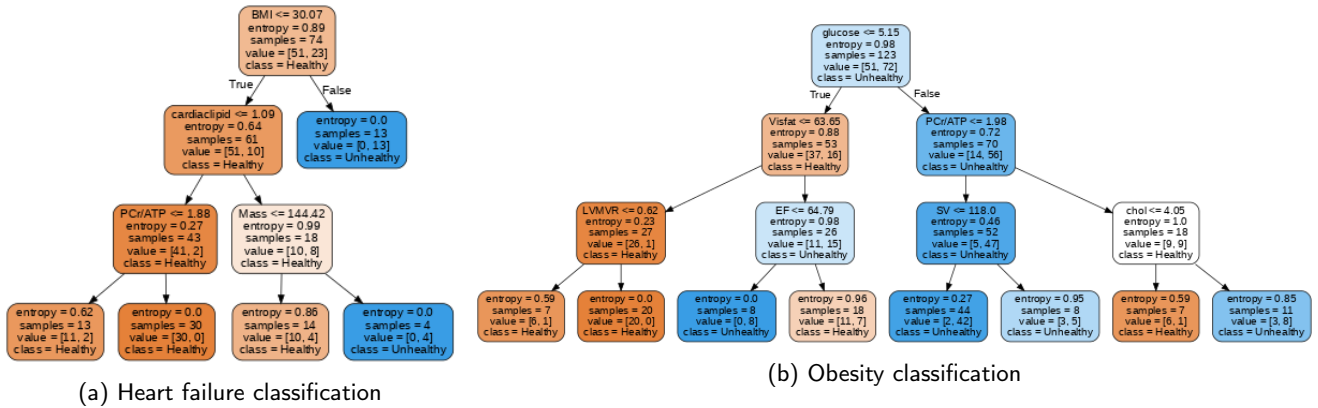 BMI <= 30.07
entropy = 0.89
samples = 74
value = [51, 23]
class = Healthy
True
False
cardiaclipid <= 1.09
entropy = 0.64
samples = 61
value = [51, 10]
class = Healthy
entropy = 0.0
samples = 13
value = [0, 13]
class = Unhealthy
PCr/ATP <= 1.88
entropy = 0.27
samples = 43
value = [41, 2]
class = Healthy
Mass <= 144.42
entropy = 0.99
samples = 18
value = [10, 8]
class = Healthy
entropy = 0.62
samples = 13
value = [11, 2]
class = Healthy
entropy = 0.0
samples = 30
value = [30, 0]
class = Healthy
entropy = 0.86
samples = 14
value = [10, 4]
class = Healthy
entropy = 0.0
samples = 4
value = [0, 4]
class = Unhealthy
(a) Heart failure classification
glucose <= 5.15
entropy = 0.98
samples = 123
value = [51, 72]
class = Unhealthy
True
False
Visfat <= 63.65
entropy = 0.88
samples = 53
value = [37, 16]
class = Healthy
PCr/ATP <= 1.98
entropy = 0.72
samples = 70
value = [14, 56]
class = Unhealthy
LVMVR <= 0.62
entropy = 0.23
samples = 27
value = [26, 1]
class = Healthy
EF <= 64.79
entropy = 0.98
samples = 26
value = [11, 15]
class = Unhealthy
SV <= 118.0
entropy = 0.46
samples = 52
value = [5, 47]
class = Unhealthy
chol <= 4.05
entropy = 1.0
samples = 18
value = [9, 9]
class = Healthy
entropy = 0.59
samples = 7
value = [6, 1]
class = Healthy
entropy = 0.0
samples = 20
value = [20, 0]
class = Healthy
entropy = 0.0
samples = 8
value = [0, 8]
class = Unhealthy
entropy = 0.96
samples = 18
value = [11, 7]
class = Healthy
entropy = 0.27
samples = 44
value = [2, 42]
class = Unhealthy
entropy = 0.95
samples = 8
value = [3, 5]
class = Unhealthy
entropy = 0.59
samples = 7
value = [6, 1]
class = Healthy
entropy = 0.85
samples = 11
value = [3, 8]
class = Unhealthy
(b) Obesity classification